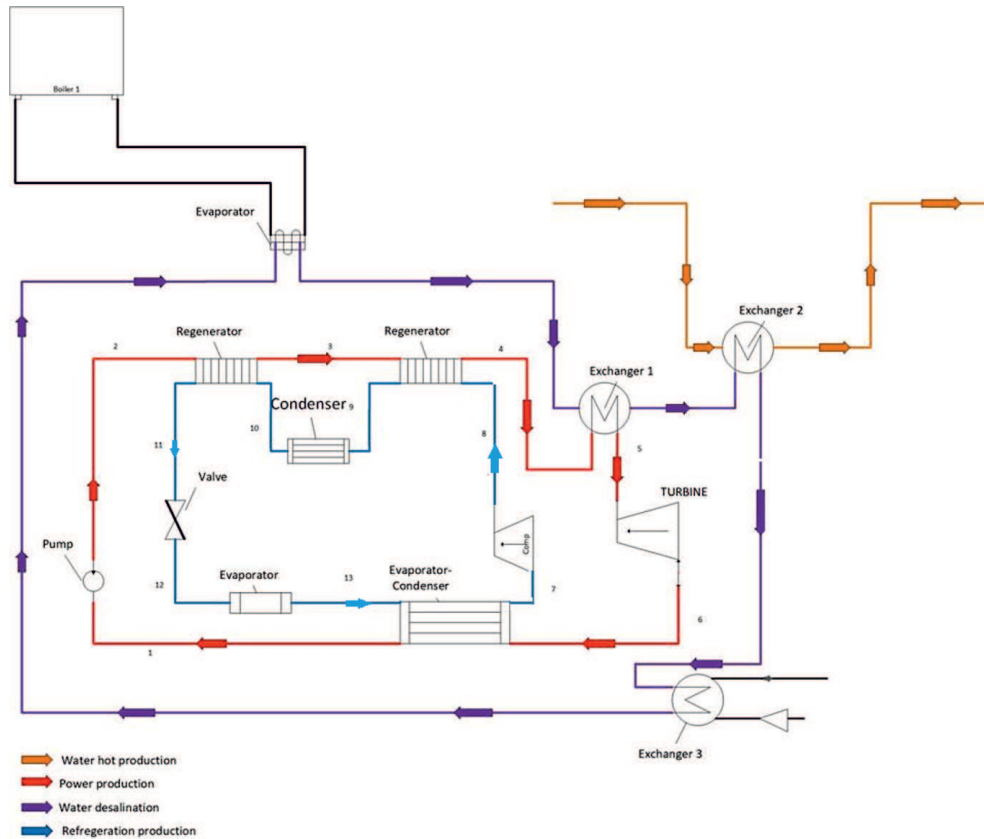 Boiler 1
Evaporator
Exchanger 2
Regenerator
Regenerator
2
3
4
Exchanger 1
Condenser 9
10
8
11
5
Valve
TURBINE
Comp
Pump
Evaporator-
Condenser
Evaporator
12
13
7
6
1
Exchanger 3
Water hot production
Power production
Water desalination
Refregeration production